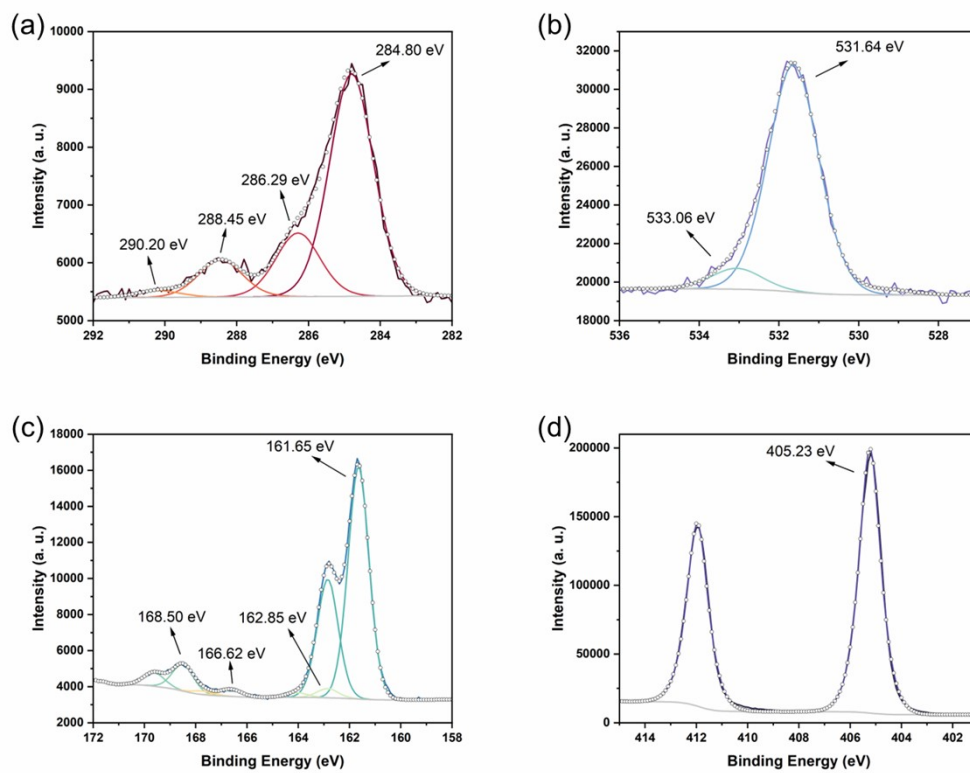 (a)
10000
9000
8000
7000
6000
5000
Intensity (a. u.)
284.80 eV
286.29 eV
288.45 eV
290.20 eV
292 290 288 286 284 282
Binding Energy (eV)
(b)
32000
30000
28000
26000
24000
22000
20000
18000
Intensity (a. u.)
531.64 eV
533.06 eV
536 534 532 530 528
Binding Energy (eV)
(c)
18000
16000
14000
12000
10000
8000
6000
4000
2000
Intensity (a. u.)
161.65 eV
168.50 eV
162.85 eV
166.62 eV
172 170 168 166 164 162 160 158
Binding Energy (eV)
(d)
200000
150000
100000
50000
0
Intensity (a. u.)
405.23 eV
414 412 410 408 406 404 402
Binding Energy (eV)